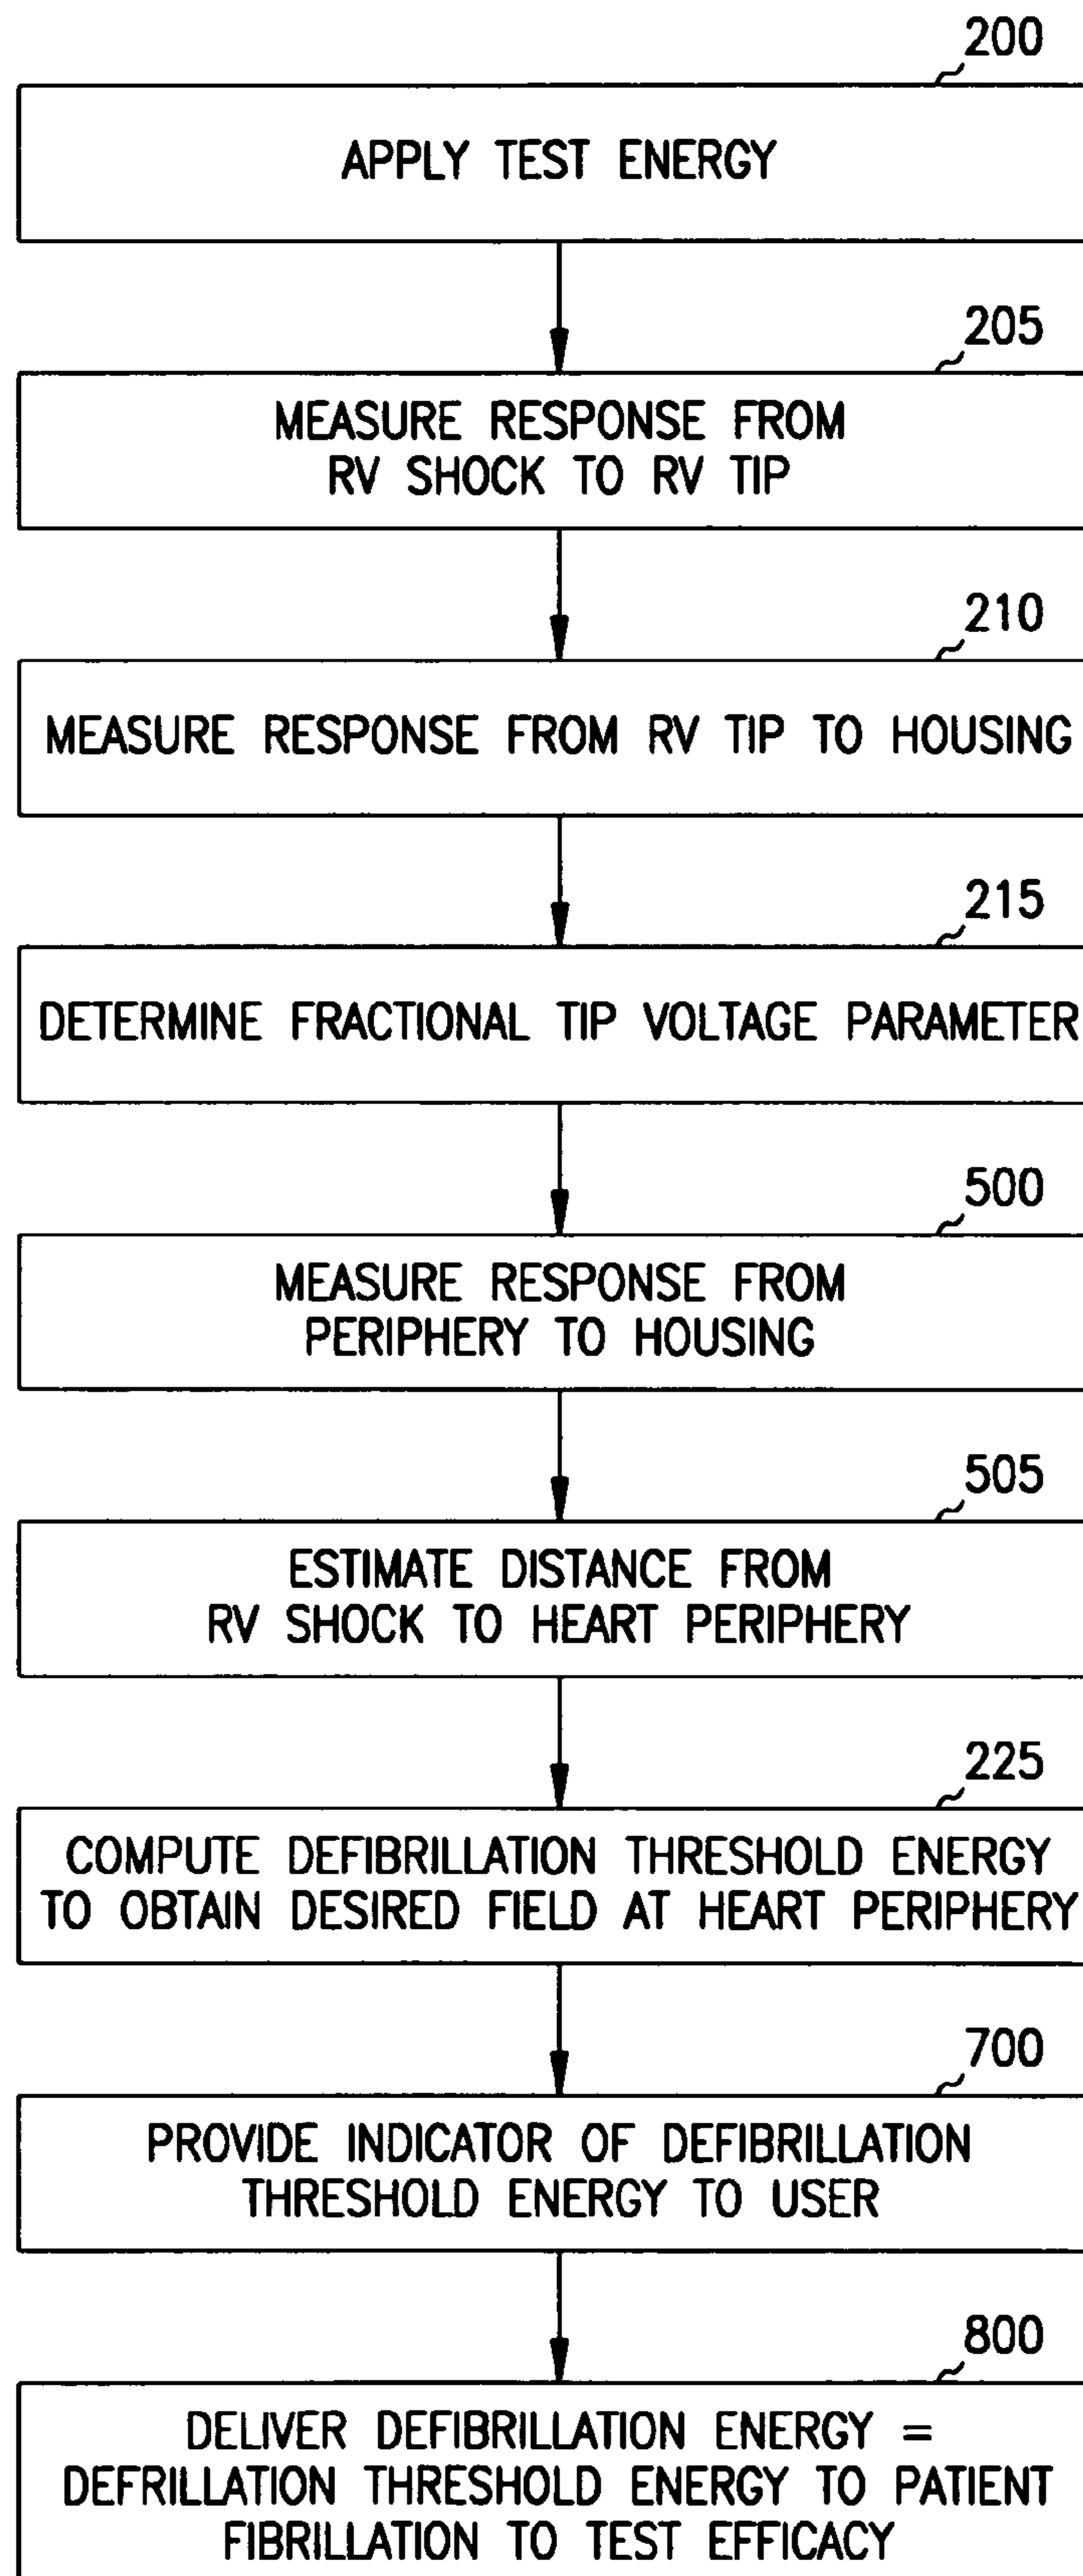 200
APPLY TEST ENERGY
205
MEASURE RESPONSE FROM
RV SHOCK TO RV TIP
210
MEASURE RESPONSE FROM RV TIP TO HOUSING
215
DETERMINE FRACTIONAL TIP VOLTAGE PARAMETER
500
MEASURE RESPONSE FROM
PERIPHERY TO HOUSING
505
ESTIMATE DISTANCE FROM
RV SHOCK TO HEART PERIPHERY
225
COMPUTE DEFIBRILLATION THRESHOLD ENERGY
TO OBTAIN DESIRED FIELD AT HEART PERIPHERY
700
PROVIDE INDICATOR OF DEFIBRILLATION
THRESHOLD ENERGY TO USER
800
DELIVER DEFIBRILLATION ENERGY =
DEFRILLATION THRESHOLD ENERGY TO PATIENT
FIBRILLATION TO TEST EFFICACY